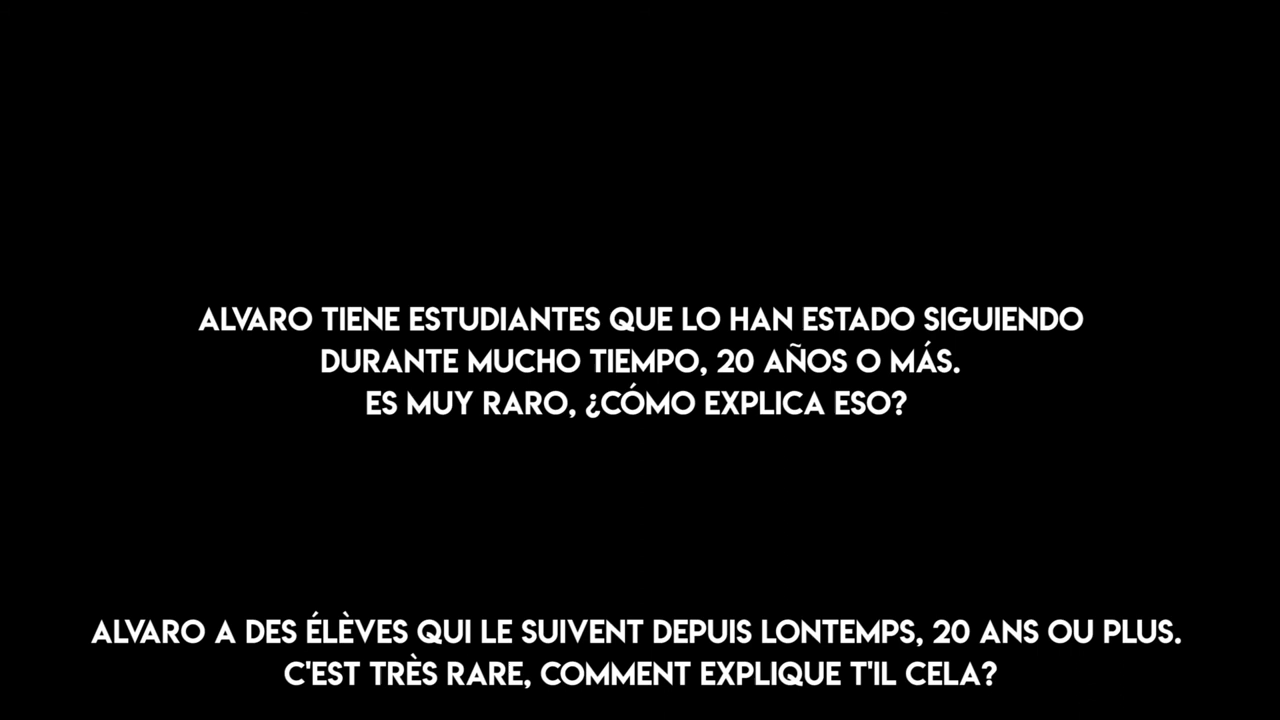 ALVARO TIENE ESTUDIANTES QUE LO HAN ESTADO SIGUIENDO
DURANTE MUCHO TIEMPO, 20 AÑOS O MÁS.
ES MUY RARO, ¿CÓMO EXPLICA ESO?
ALVARO A DES ÉLÈVES QUI LE SUIVENT DEPUIS LONTEMPS, 20 ANS OU PLUS.
C'EST TRÈS RARE, COMMENT EXPLIQUE T'IL CELA?